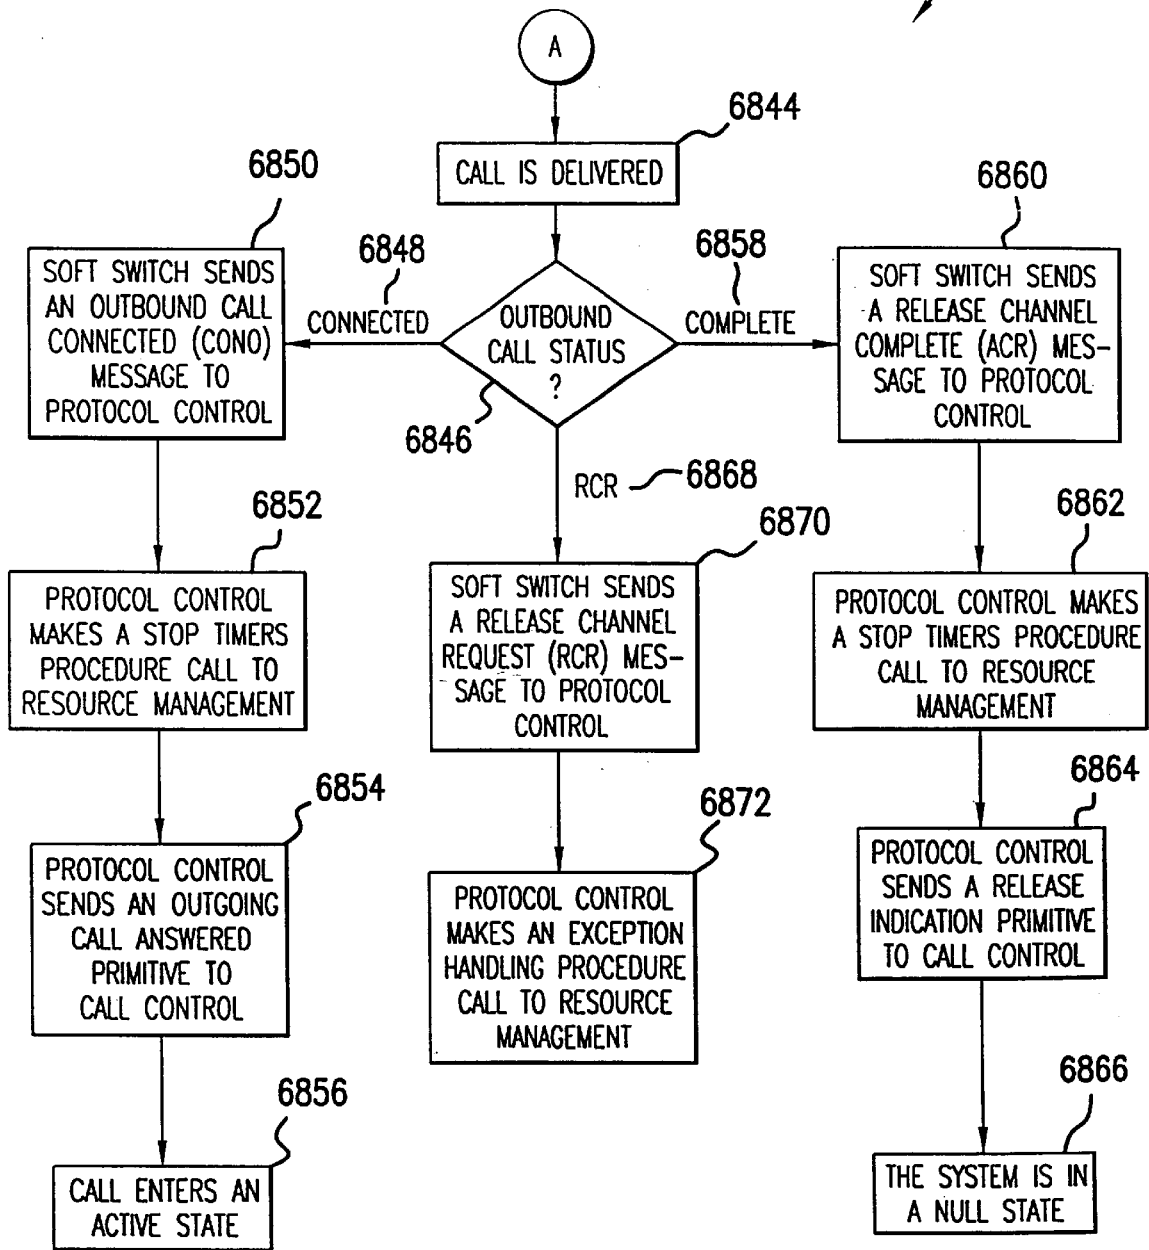 A
6844
CALL IS DELIVERED
6850
SOFT SWITCH SENDS
AN OUTBOUND CALL
CONNECTED (CONO)
MESSAGE TO
PROTOCOL CONTROL
6848
CONNECTED
OUTBOUND
CALL STATUS
?
6846
6858
COMPLETE
6860
SOFT SWITCH SENDS
A RELEASE CHANNEL
COMPLETE (ACR) MES-
SAGE TO PROTOCOL
CONTROL
RCR
6868
6852
PROTOCOL CONTROL
MAKES A STOP TIMERS
PROCEDURE CALL TO
RESOURCE MANAGEMENT
6870
SOFT SWITCH SENDS
A RELEASE CHANNEL
REQUEST (RCR) MES-
SAGE TO PROTOCOL
CONTROL
6862
PROTOCOL CONTROL MAKES
A STOP TIMERS PROCEDURE
CALL TO RESOURCE
MANAGEMENT
6854
PROTOCOL CONTROL
SENDS AN OUTGOING
CALL ANSWERED
PRIMITIVE TO
CALL CONTROL
6872
PROTOCOL CONTROL
MAKES AN EXCEPTION
HANDLING PROCEDURE
CALL TO RESOURCE
MANAGEMENT
6864
PROTOCOL CONTROL
SENDS A RELEASE
INDICATION PRIMITIVE
TO CALL CONTROL
6856
CALL ENTERS AN
ACTIVE STATE
6866
THE SYSTEM IS IN
A NULL STATE